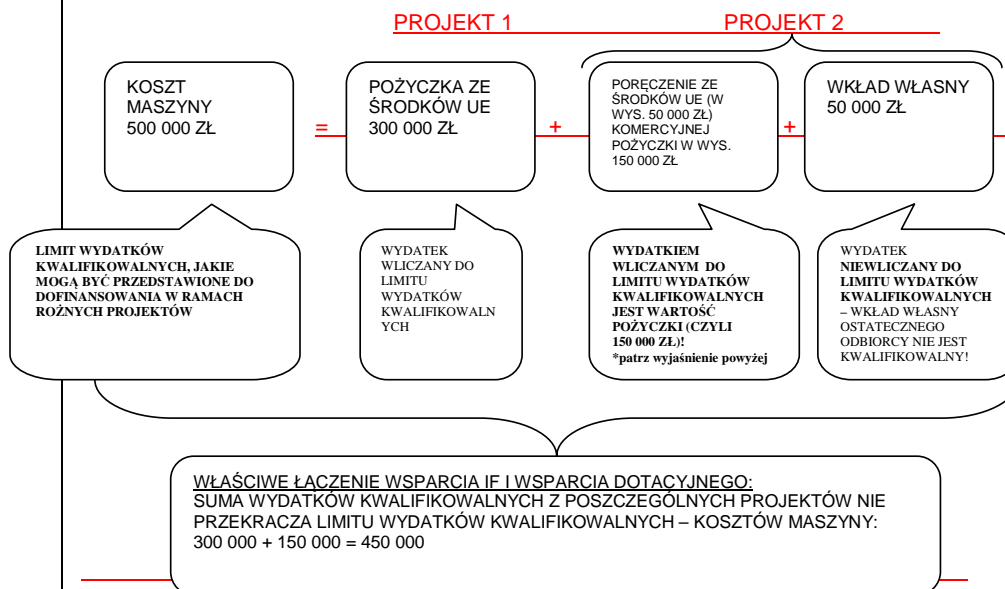 PROJEKT 1
PROJEKT 2
KOSZT
MASZYNY
500 000 ZŁ
=
POŻYCZKA ZE
ŚRODKÓW UE
300 000 ZŁ
+
PORĘCZENIE ZE
ŚRODKÓW UE (W
WYS. 50 000 ZŁ)
KOMERCYJNEJ
POŻYCZKI W WYS.
150 000 ZŁ
+
WKŁAD WŁASNY
50 000 ZŁ
LIMIT WYDATKÓW
KWALIFIKOWALNYCH, JAKIE
MOGĄ BYĆ PRZEDSTAWIONE DO
DOFINANSOWANIA W RAMACH
ROŻNYCH PROJEKTÓW
WYDATEK
WLICZANY DO
LIMITU
WYDATKÓW
KWALIFIKOWALN
YCH
WYDATKIEM
WLICZANYM DO
LIMITU WYDATKÓW
KWALIFIKOWALNYCH
JEST WARTOŚĆ
POŻYCZKI (CZYLI
150 000 ZŁ)!
*patrz wyjaśnienie powyżej
WYDATEK
NIEWLICZANY DO
LIMITU WYDATKÓW
KWALIFIKOWALNYCH
– WKŁAD WŁASNY
OSTATECZNEGO
ODBIORCY NIE JEST
KWALIFIKOWALNY!
WŁAŚCIWE ŁĄCZENIE WSPARCIA IF I WSPARCIA DOTACYJNEGO:
SUMA WYDATKÓW KWALIFIKOWALNYCH Z POSZCZEGÓLNYCH PROJEKTÓW NIE
PRZEKRACZA LIMITU WYDATKÓW KWALIFIKOWALNYCH – KOSZTÓW MASZYNY:
300 000 + 150 000 = 450 000